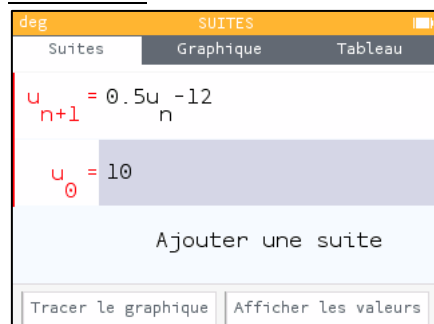 deg SUITES
Suites Graphique Tableau
u n+1 = 0.5u n -12
u 0 = 10
Ajouter une suite
Tracer le graphique Afficher les valeurs